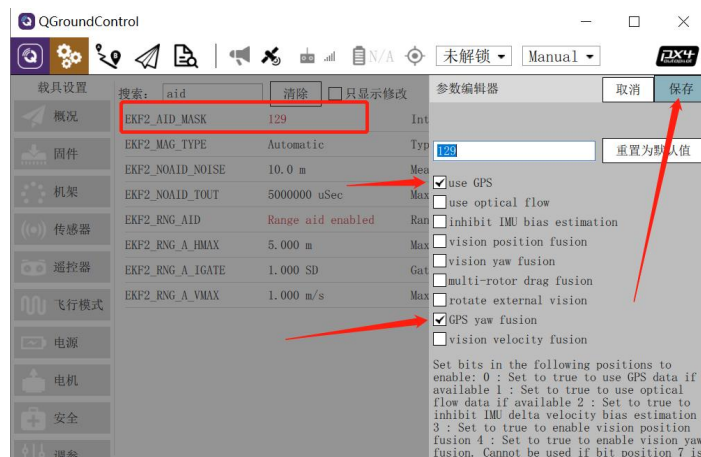 QGroundControl
N/A 未解锁 Manual PX4 autopilot
载具设置
搜索: aid 清除 只显示修改
参数编辑器 取消 保存
概况
EKF2_AID_MASK 129 Int
EKF2_MAG_TYPE Automatic Typ
129 重置为默认值
固件
EKF2_NOAID_NOISE 10.0 m Mea
use GPS
EKF2_NOAID_TOUT 5000000 uSec Max
机架
use optical flow
EKF2_RNG_AID Range aid enabled Ran
inhibit IMU bias estimation
传感器
EKF2_RNG_A_HMAX 5.000 m Max
vision position fusion
vision yaw fusion
遥控器
EKF2_RNG_A_IGATE 1.000 SD Gat
multi-rotor drag fusion
EKF2_RNG_A_VMAX 1.000 m/s Max
rotate external vision
飞行模式
GPS yaw fusion
vision velocity fusion
电源
Set bits in the following positions to
enable: 0 : Set to true to use GPS data if
电机
available 1 : Set to true to use optical
flow data if available 2 : Set to true to
inhibit IMU delta velocity bias estimation
安全
3 : Set to true to enable vision position
fusion 4 : Set to true to enable vision yaw
fusion. Cannot be used if bit position 7 is
调参